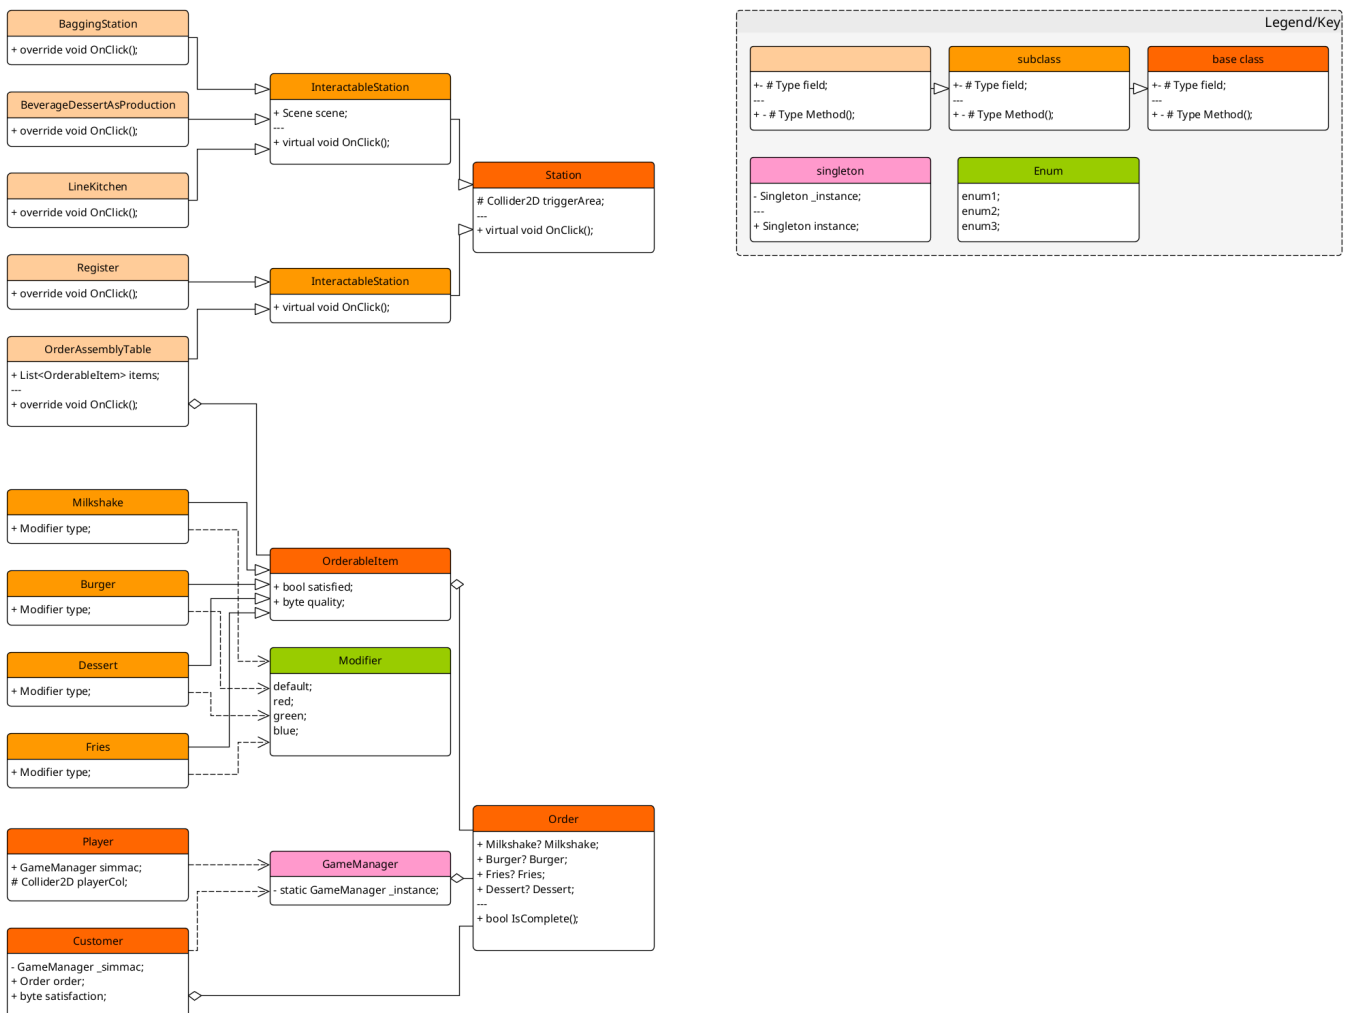 BaggingStation
+ override void OnClick();
BeverageDessertAsProduction
+ override void OnClick();
LineKitchen
+ override void OnClick();
Register
+ override void OnClick();
OrderAssemblyTable
+ List<OrderableItem> items;
---
+ override void OnClick();
InteractableStation
+ Scene scene;
---
+ virtual void OnClick();
InteractableStation
+ virtual void OnClick();
Station
# Collider2D triggerArea;
---
+ virtual void OnClick();
Legend/Key
+- # Type field;
---
+ - # Type Method();
subclass
+- # Type field;
---
+ - # Type Method();
base class
+- # Type field;
---
+ - # Type Method();
singleton
- Singleton _instance;
---
+ Singleton instance;
Enum
enum1;
enum2;
enum3;
Milkshake
+ Modifier type;
Burger
+ Modifier type;
Dessert
+ Modifier type;
Fries
+ Modifier type;
OrderableItem
+ bool satisfied;
+ byte quality;
Modifier
default;
red;
green;
blue;
Player
+ GameManager simmac;
# Collider2D playerCol;
Customer
- GameManager _simmac;
+ Order order;
+ byte satisfaction;
GameManager
- static GameManager _instance;
Order
+ Milkshake? Milkshake;
+ Burger? Burger;
+ Fries? Fries;
+ Dessert? Dessert;
---
+ bool IsComplete();